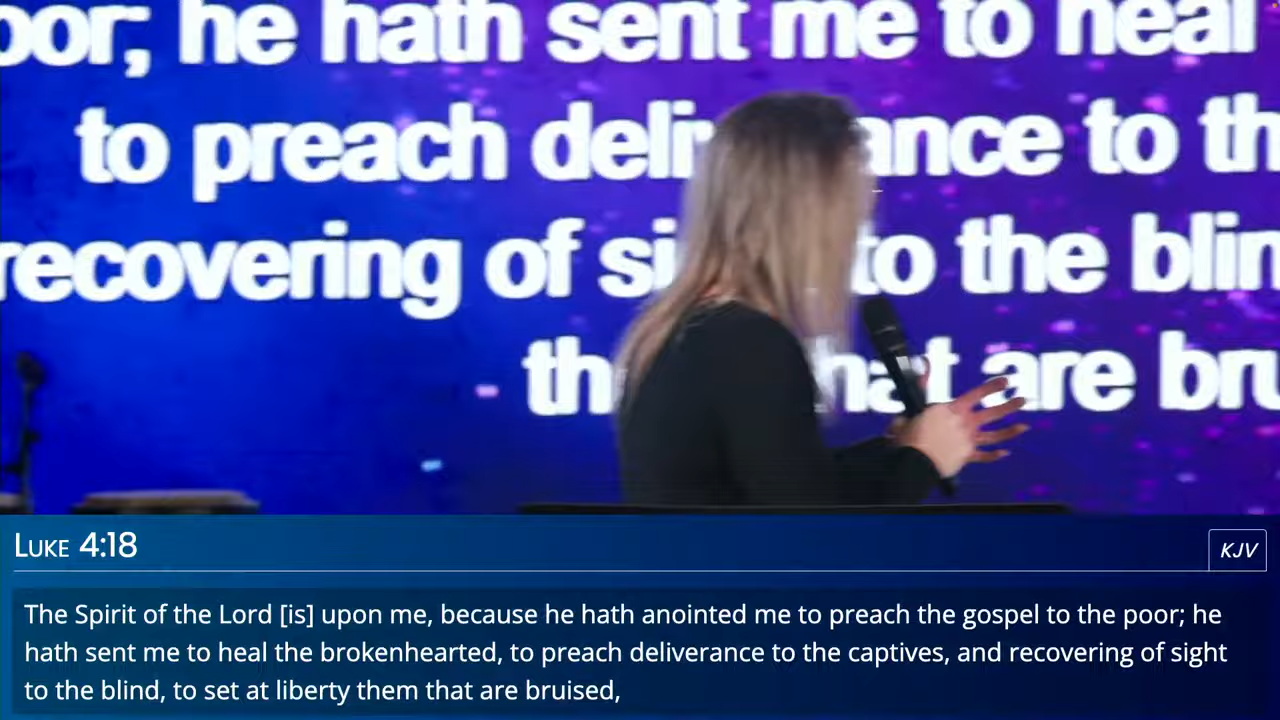 oor; he hath sent me to heal
to preach deli ance to th
recovering of si to the blin
th hat are bru
LUKE 4:18
KJV
The Spirit of the Lord [is] upon me, because he hath anointed me to preach the gospel to the poor; he
hath sent me to heal the brokenhearted, to preach deliverance to the captives, and recovering of sight
to the blind, to set at liberty them that are bruised,